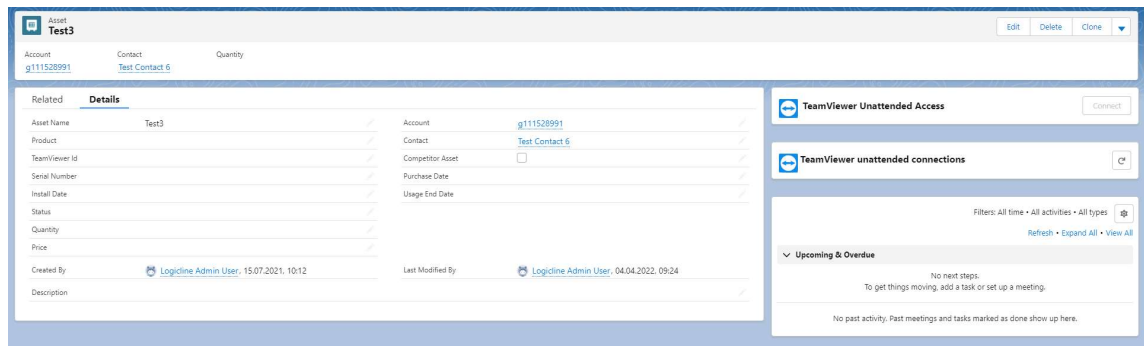 Asset
Test3
Edit Delete Clone
Account Contact Quantity
g111528991 Test Contact 6
Related Details
Asset Name Test3 Account g111528991
Product Contact Test Contact 6
TeamViewer Id Competitor Asset
Serial Number Purchase Date
Install Date Usage End Date
Status
Quantity
Price
Created By Logicline Admin User, 15.07.2021, 10:12 Last Modified By Logicline Admin User, 04.04.2022, 09:24
Description
TeamViewer Unattended Access Connect
TeamViewer unattended connections
Filters: All time • All activities • All types
Refresh • Expand All • View All
Upcoming & Overdue
No next steps.
To get things moving, add a task or set up a meeting.
No past activity. Past meetings and tasks marked as done show up here.